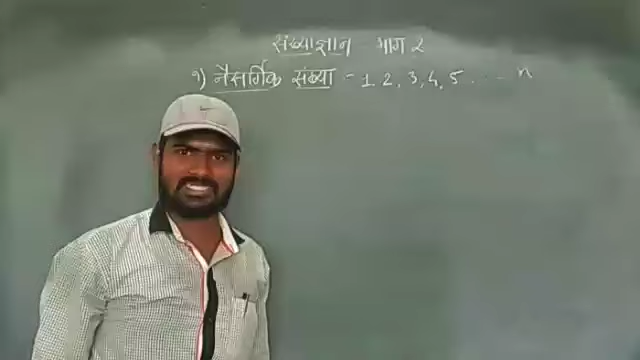 संख्याज्ञान भाग २
१) नैसर्गिक संख्या - 1 2, 3, 4, 5 . . . - n